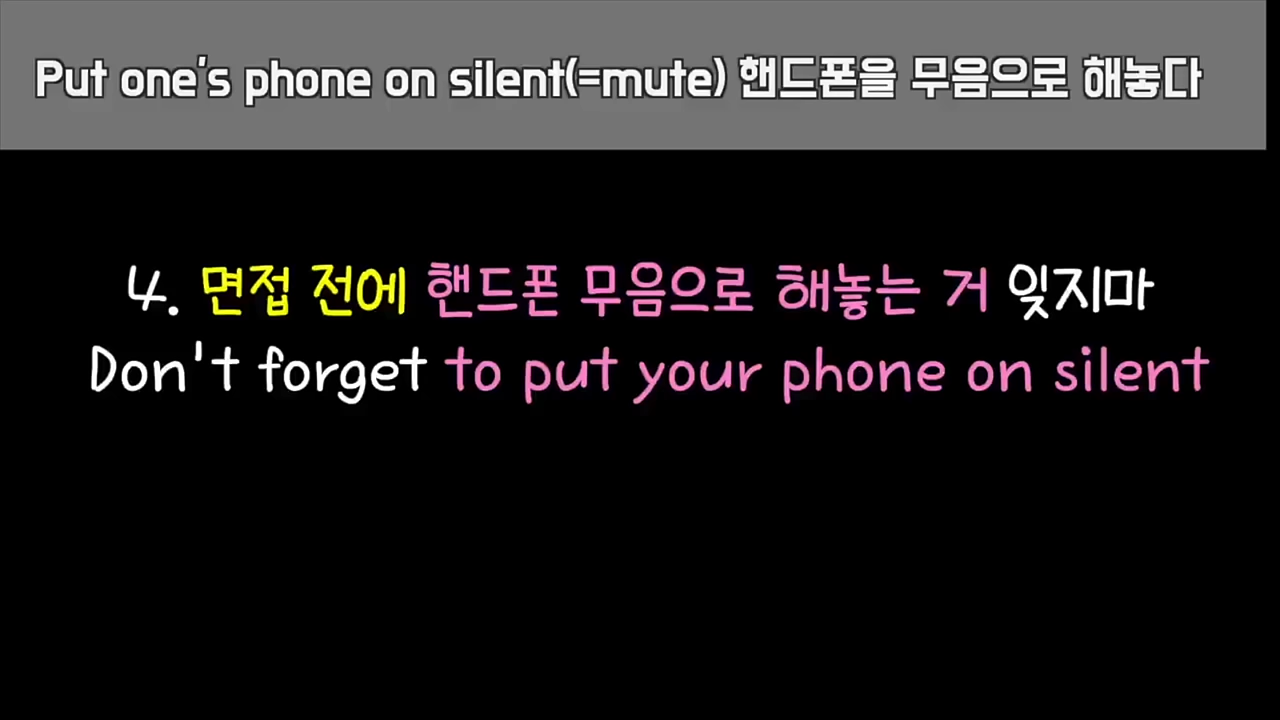 Put one's phone on silent(=mute) 핸드폰을 무음으로 해놓다
4. 면접 전에 핸드폰 무음으로 해놓는 거 잊지마
Don't forget to put your phone on silent